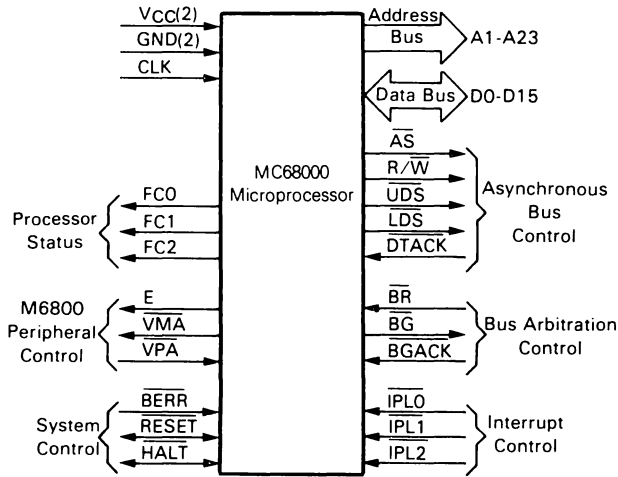 VCC(2)
GND(2)
CLK
Address
Bus
A1-A23
Data Bus
D0-D15
MC68000
Microprocessor
AS
R/W
UDS
LDS
DTACK
Asynchronous
Bus
Control
Processor
Status
FC0
FC1
FC2
M6800
Peripheral
Control
E
VMA
VPA
BR
BG
BGACK
Bus Arbitration
Control
System
Control
BERR
RESET
HALT
IPL0
IPL1
IPL2
Interrupt
Control